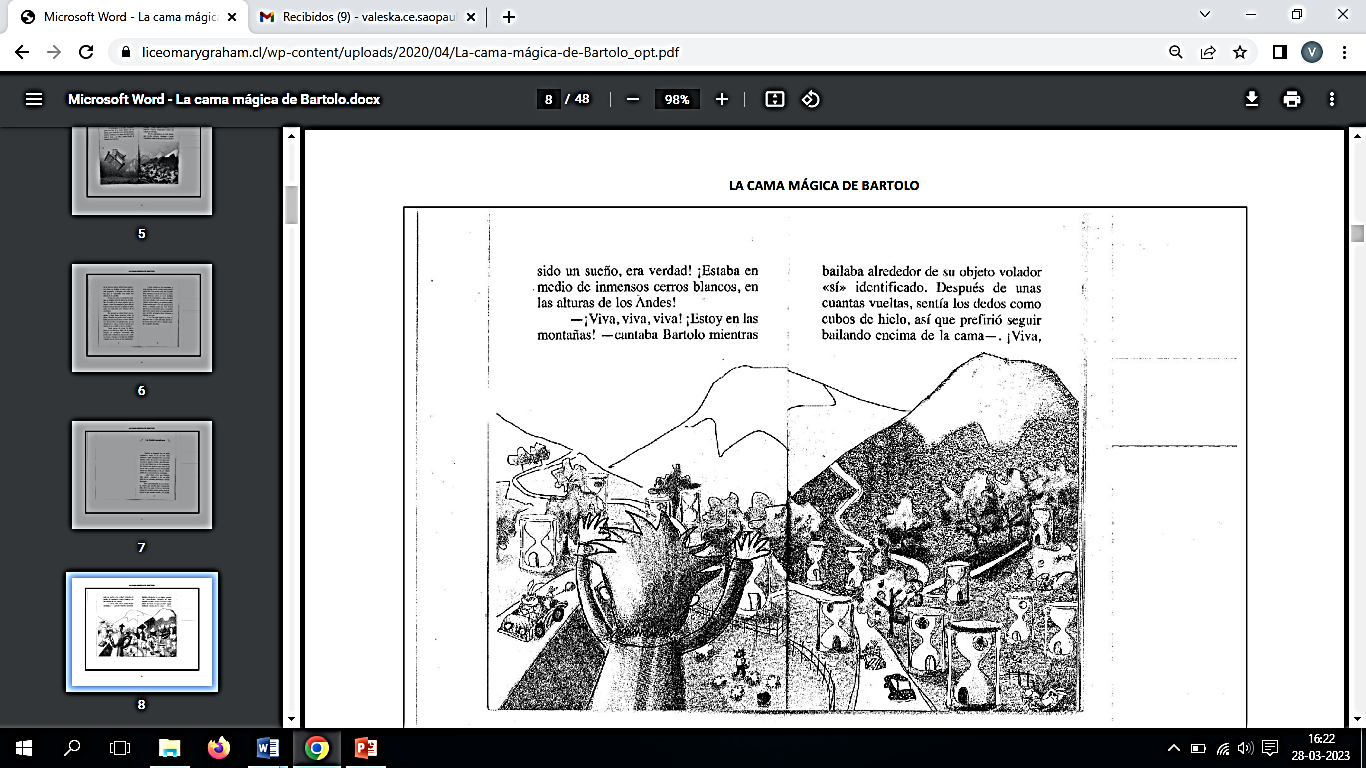 Microsoft Word - La cama mágic
Recibidos (9) - valeska.ce.saopaul
liceomarygraham.cl/wp-content/uploads/2020/04/La-cama-mágica-de-Bartolo_opt.pdf
V
Microsoft Word - La cama mágica de Bartolo.docx
8 / 48
98%
5
6
7
8
LA CAMA MÁGICA DE BARTOLO
sido un sueño, era verdad! ¡Estaba en
medio de inmensos cerros blancos, en
las alturas de los Andes!
—¡Viva, viva, viva! ¡Estoy en las
montañas! —cantaba Bartolo mientras
bailaba alrededor de su objeto volador
«sí» identificado. Después de unas
cuantas vueltas, sentía los dedos como
cubos de hielo, así que prefirió seguir
bailando encima de la cama—. ¡Viva,
16:22
28-03-2023